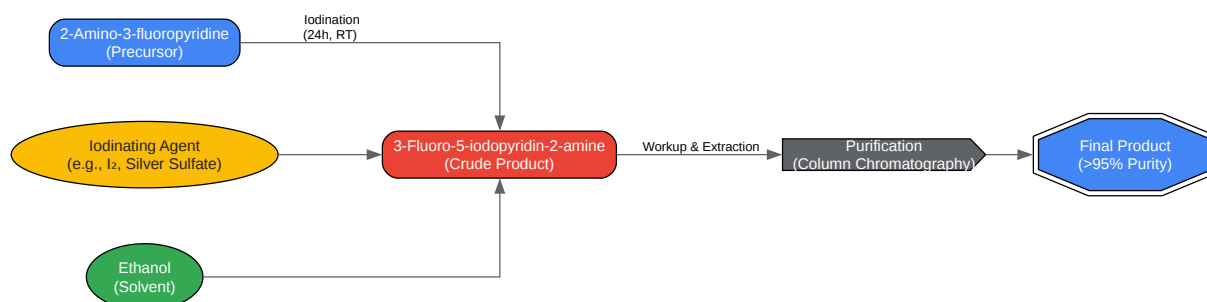 2-Amino-3-fluoropyridine
(Precursor)
Iodination
(24h, RT)
Iodinating Agent
(e.g., I₂, Silver Sulfate)
3-Fluoro-5-iodopyridin-2-amine
(Crude Product)
Workup & Extraction
Purification
(Column Chromatography)
Final Product
(>95% Purity)
Ethanol
(Solvent)